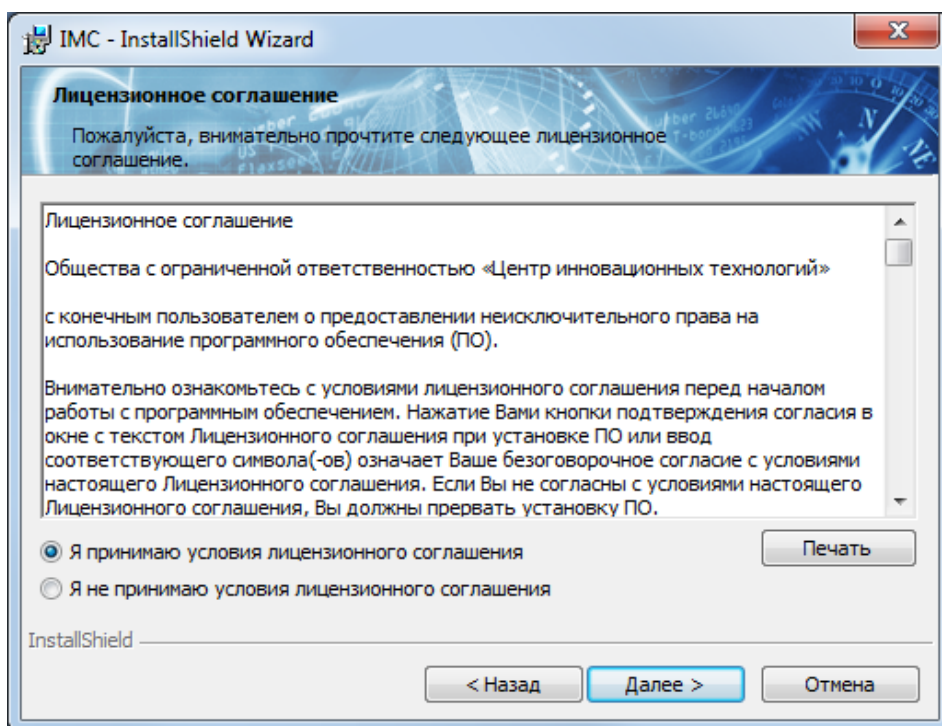 IMC - InstallShield Wizard
Лицензионное соглашение
Пожалуйста, внимательно прочтите следующее лицензионное
соглашение.
Лицензионное соглашение
Общества с ограниченной ответственностью «Центр инновационных технологий»
с конечным пользователем о предоставлении неисключительного права на
использование программного обеспечения (ПО).
Внимательно ознакомьтесь с условиями лицензионного соглашения перед началом
работы с программным обеспечением. Нажатие Вами кнопки подтверждения согласия в
окне с текстом Лицензионного соглашения при установке ПО или ввод
соответствующего символа(-ов) означает Ваше безоговорочное согласие с условиями
настоящего Лицензионного соглашения. Если Вы не согласны с условиями настоящего
Лицензионного соглашения, Вы должны прервать установку ПО.
Я принимаю условия лицензионного соглашения
Печать
Я не принимаю условия лицензионного соглашения
InstallShield
< Назад
Далее >
Отмена